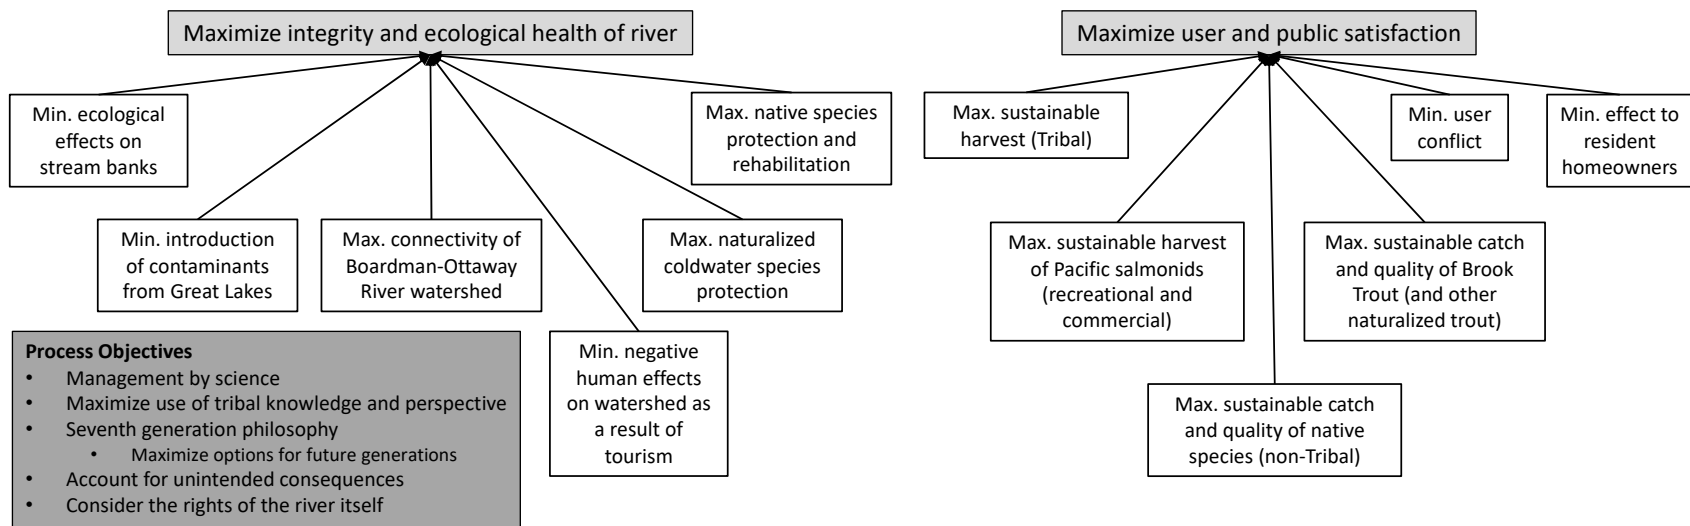 Maximize integrity and ecological health of river
Min. ecological
effects on
stream banks
Max. native species
protection and
rehabilitation
Min. introduction
of contaminants
from Great Lakes
Max. connectivity of
Boardman-Ottaway
River watershed
Max. naturalized
coldwater species
protection
Min. negative
human effects
on watershed as
a result of
tourism
Process Objectives
• Management by science
• Maximize use of tribal knowledge and perspective
• Seventh generation philosophy
• Maximize options for future generations
• Account for unintended consequences
• Consider the rights of the river itself
Maximize user and public satisfaction
Max. sustainable
harvest (Tribal)
Min. user
conflict
Min. effect to
resident
homeowners
Max. sustainable harvest
of Pacific salmonids
(recreational and
commercial)
Max. sustainable catch
and quality of Brook
Trout (and other
naturalized trout)
Max. sustainable catch
and quality of native
species (non-Tribal)